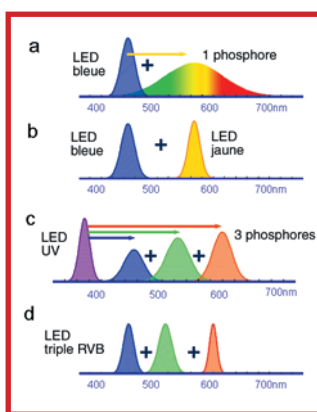 a
LED
bleue
+
1 phosphore
400 500 600 700nm
b
LED
bleue
+
LED
jaune
400 500 600 700nm
c
LED
UV
+ +
3 phosphores
400 500 600 700nm
d
LED
triple RVB
+ +
400 500 600 700nm